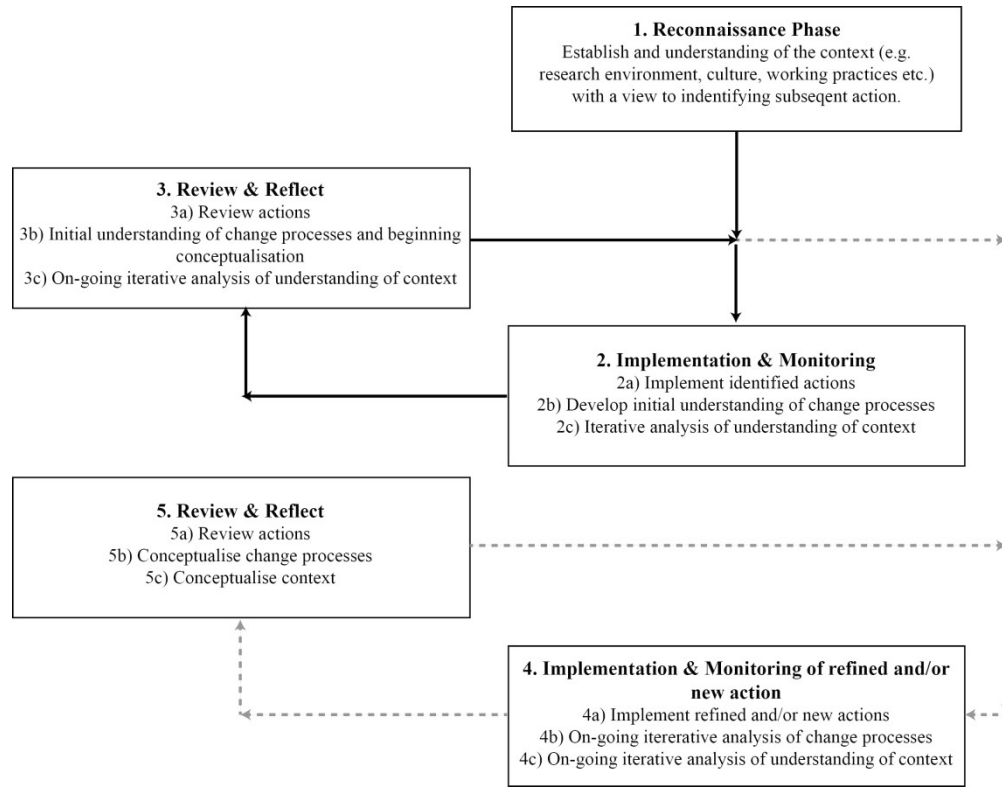 1. Reconnaissance Phase
Establish and understanding of the context (e.g.
research environment, culture, working practices etc.)
with a view to indentifying subseqent action.
3. Review & Reflect
3a) Review actions
3b) Initial understanding of change processes and beginning
conceptualisation
3c) On-going iterative analysis of understanding of context
2. Implementation & Monitoring
2a) Implement identified actions
2b) Develop initial understanding of change processes
2c) Iterative analysis of understanding of context
5. Review & Reflect
5a) Review actions
5b) Conceptualise change processes
5c) Conceptualise context
4. Implementation & Monitoring of refined and/or
new action
4a) Implement refined and/or new actions
4b) On-going itererative analysis of change processes
4c) On-going iterative analysis of understanding of context